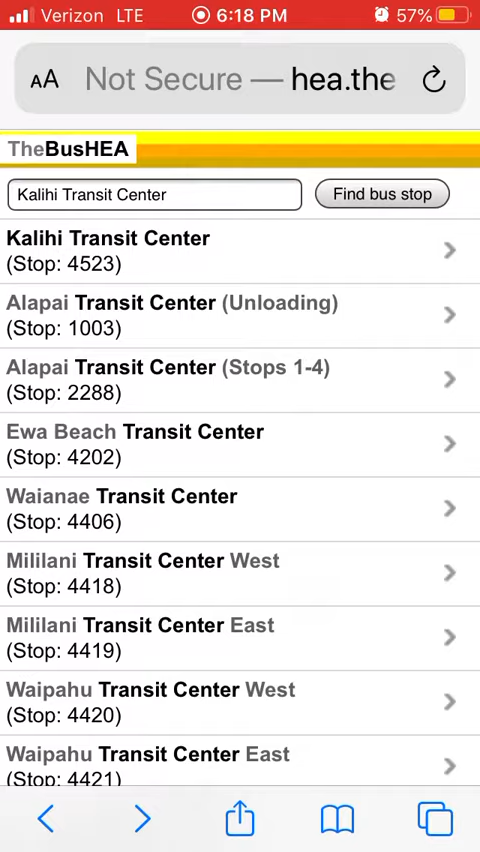 Verizon LTE 6:18 PM 57%
AA Not Secure — hea.the
TheBusHEA
Kalihi Transit Center Find bus stop
Kalihi Transit Center
(Stop: 4523)
Alapai Transit Center (Unloading)
(Stop: 1003)
Alapai Transit Center (Stops 1-4)
(Stop: 2288)
Ewa Beach Transit Center
(Stop: 4202)
Waianae Transit Center
(Stop: 4406)
Mililani Transit Center West
(Stop: 4418)
Mililani Transit Center East
(Stop: 4419)
Waipahu Transit Center West
(Stop: 4420)
Waipahu Transit Center East
(Stop: 4421)